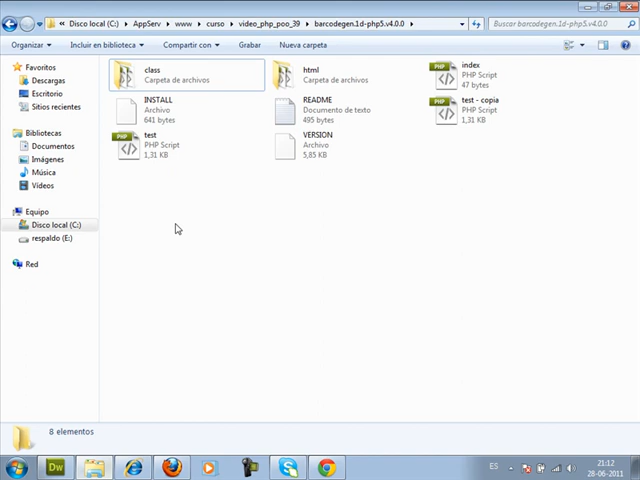 Disco local (C:) ▸ AppServ ▸ www ▸ curso ▸ video_php_poo_39 ▸ barcodegen.1d-php5.v4.0.0 ▸
Buscar barcodegen.1d-php5.v4.0.0
Organizar Incluir en biblioteca Compartir con Grabar Nueva carpeta
Favoritos
Descargas
Escritorio
Sitios recientes
Bibliotecas
Documentos
Imágenes
Música
Vídeos
Equipo
Disco local (C:)
respaldo (E:)
Red
class
Carpeta de archivos
html
Carpeta de archivos
PHP
index
PHP Script
47 bytes
INSTALL
Archivo
641 bytes
README
Documento de texto
495 bytes
PHP
test - copia
PHP Script
1,31 KB
PHP
test
PHP Script
1,31 KB
VERSION
Archivo
5,85 KB
8 elementos
Dw
ES
21:12
28-06-2011